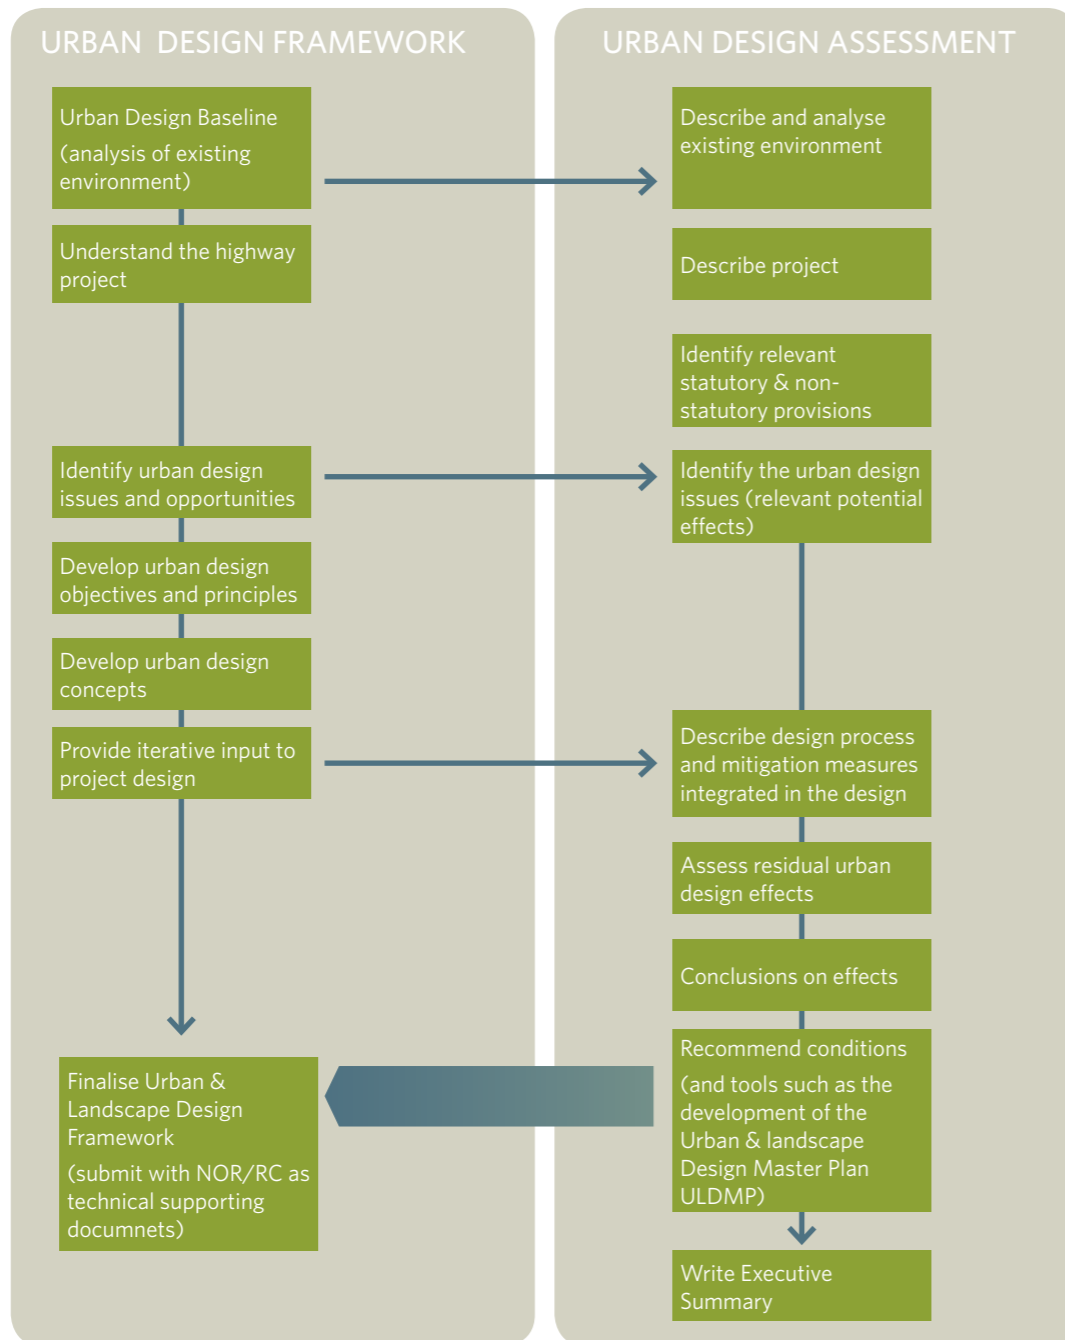 URBAN DESIGN FRAMEWORK
Urban Design Baseline
(analysis of existing
environment)
Understand the highway
project
Identify urban design
issues and opportunities
Develop urban design
objectives and principles
Develop urban design
concepts
Provide iterative input to
project design
Finalise Urban &
Landscape Design
Framework
(submit with NOR/RC as
technical supporting
documnets)
URBAN DESIGN ASSESSMENT
Describe and analyse
existing environment
Describe project
Identify relevant
statutory & non-
statutory provisions
Identify the urban design
issues (relevant potential
effects)
Describe design process
and mitigation measures
integrated in the design
Assess residual urban
design effects
Conclusions on effects
Recommend conditions
(and tools such as the
development of the
Urban & landscape
Design Master Plan
ULDMP)
Write Executive
Summary